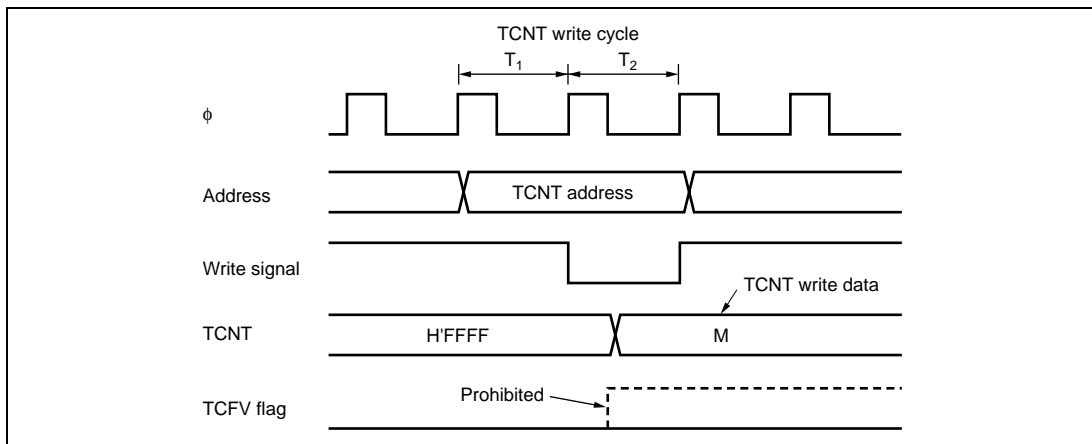 TCNT write cycle
T1 T2
ϕ
Address
TCNT address
Write signal
TCNT write data
TCNT
H'FFFF
M
Prohibited
TCFV flag